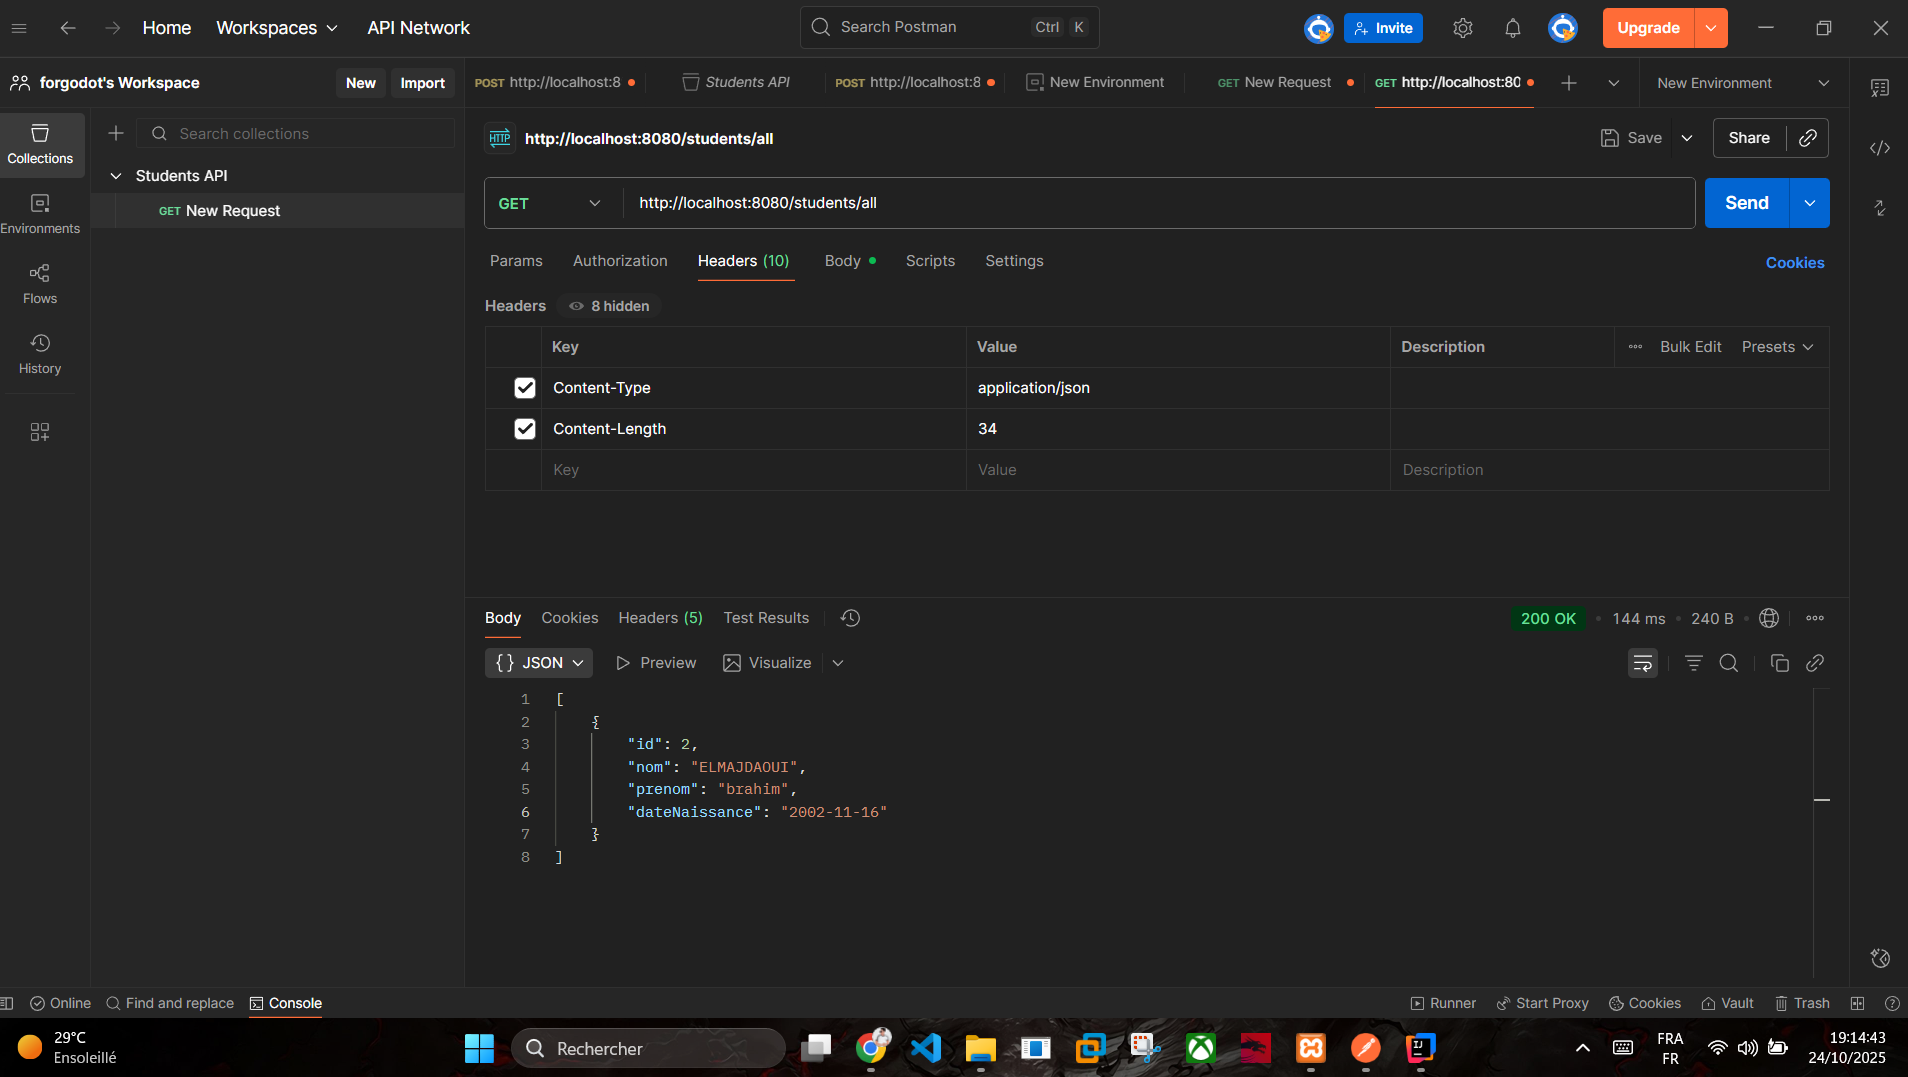 Home
Workspaces
API Network
Search Postman
Ctrl
K
Invite
Upgrade
forgodot's Workspace
New
Import
POST http://localhost:8
Students API
POST http://localhost:8
New Environment
GET New Request
GET http://localhost:80
New Environment
Collections
Environments
Flows
History
Search collections
Students API
GET New Request
HTTP
http://localhost:8080/students/all
Save
Share
GET
http://localhost:8080/students/all
Send
Params
Authorization
Headers (10)
Body
Scripts
Settings
Cookies
Headers
8 hidden
Key
Value
Description
Bulk Edit
Presets
Content-Type
application/json
Content-Length
34
Key
Value
Description
Body
Cookies
Headers (5)
Test Results
200 OK
144 ms
240 B
{} JSON
Preview
Visualize
1 [
2 {
3 "id": 2,
4 "nom": "ELMAJDAOUI",
5 "prenom": "brahim",
6 "dateNaissance": "2002-11-16"
7 }
8 ]
Online
Find and replace
Console
Runner
Start Proxy
Cookies
Vault
Trash
29°C
Ensoleillé
Rechercher
FRA
FR
19:14:43
24/10/2025